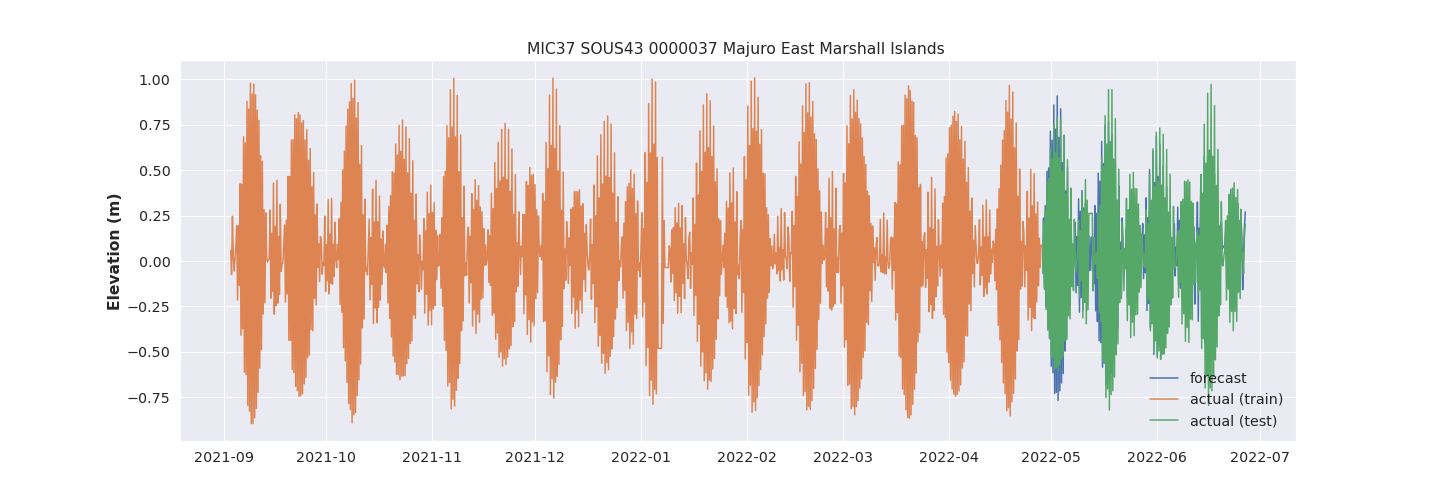 MIC37 SOUS43 0000037 Majuro East Marshall Islands
Elevation (m)
1.00
0.75
0.50
0.25
0.00
−0.25
−0.50
−0.75
forecast
actual (train)
actual (test)
2021-09 2021-10 2021-11 2021-12 2022-01 2022-02 2022-03 2022-04 2022-05 2022-06 2022-07